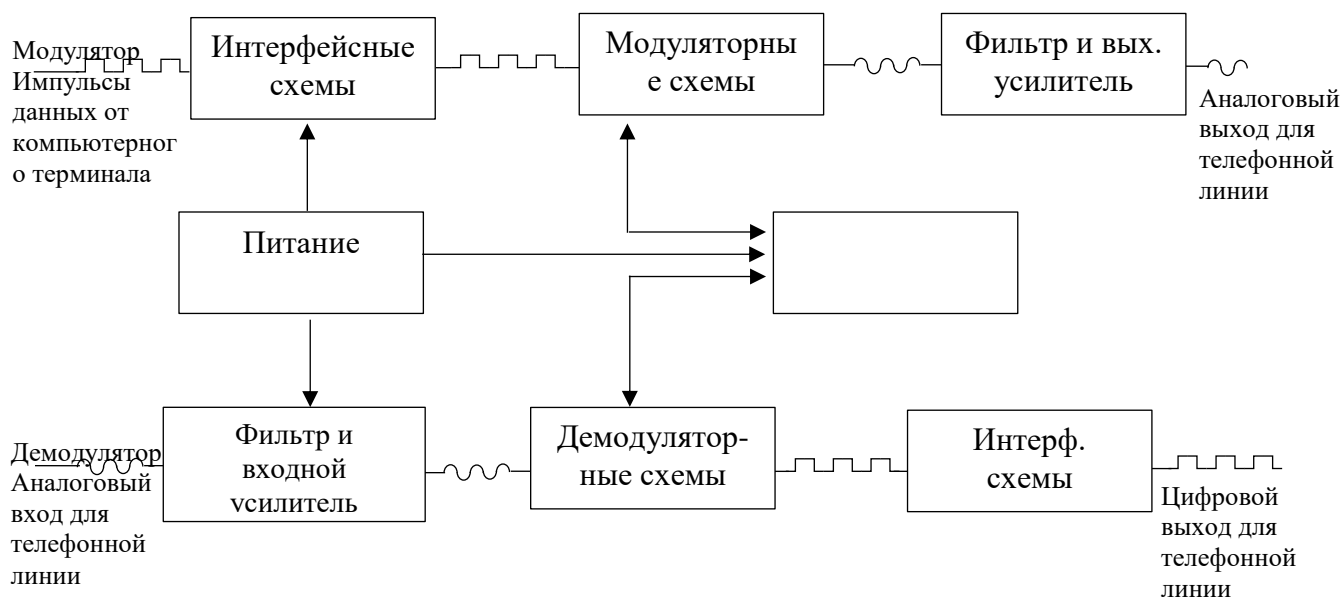 Модулятор
Импульсы
данных от
компьютерног
о терминала
Интерфейсные
схемы
Модуляторны
е схемы
Фильтр и вых.
усилитель
Аналоговый
выход для
телефонной
линии
Питание
Демодулятор
Аналоговый
вход для
телефонной
линии
Фильтр и
входной
усилитель
Демодулятор-
ные схемы
Интерф.
схемы
Цифровой
выход для
телефонной
линии